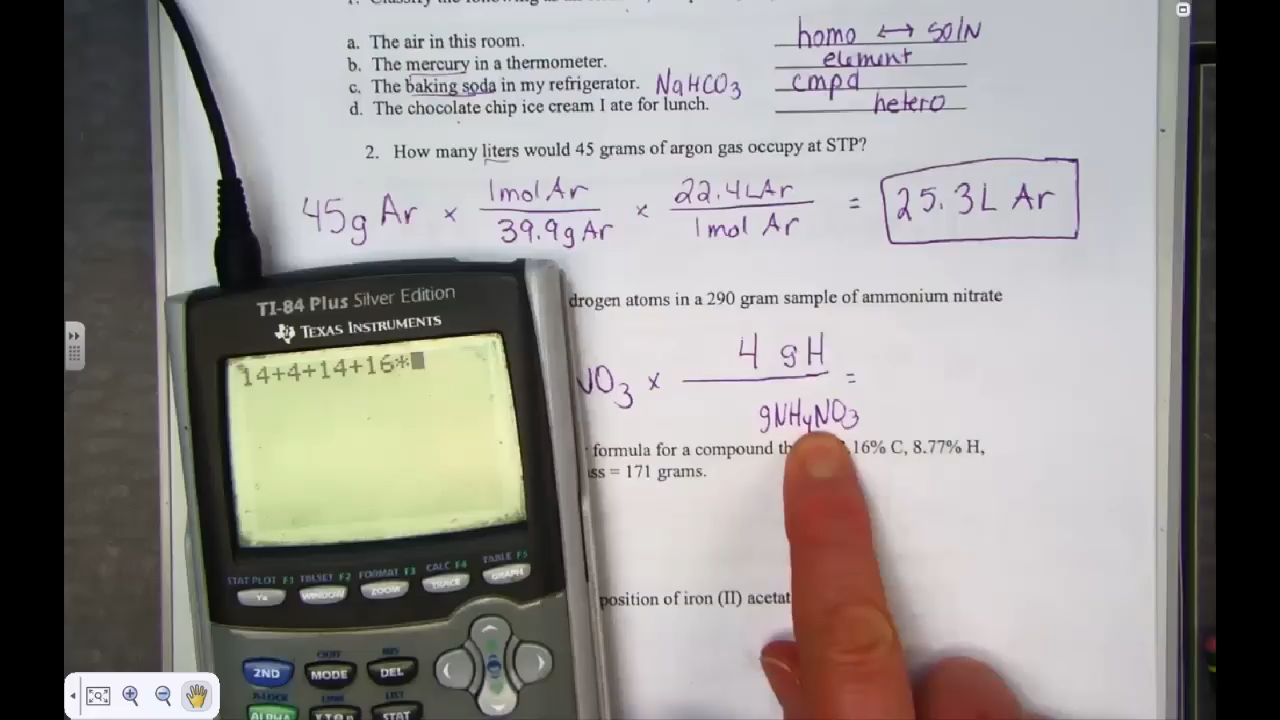 a. The air in this room. homo ↔ soln
b. The mercury in a thermometer. element
c. The baking soda in my refrigerator. NaHCO3 cmpd
d. The chocolate chip ice cream I ate for lunch. hetero
2. How many liters would 45 grams of argon gas occupy at STP?
45g Ar × 1mol Ar / 39.9g Ar × 22.4L Ar / 1mol Ar = 25.3L Ar
drogen atoms in a 290 gram sample of ammonium nitrate
NO3 × 4 gH / gNH4NO3 =
formula for a compound 16% C, 8.77% H,
ss = 171 grams.
position of iron (II) acetat
TI-84 Plus Silver Edition
TEXAS INSTRUMENTS
14+4+14+16*
STAT PLOT F1 TBLSET F2 FORMAT F3 CALC F4 TABLE F5
Y= WINDOW ZOOM TRACE GRAPH
QUIT INS
2ND MODE DEL
A-LOCK LINK LIST
ALPHA X,T,θ,n STAT